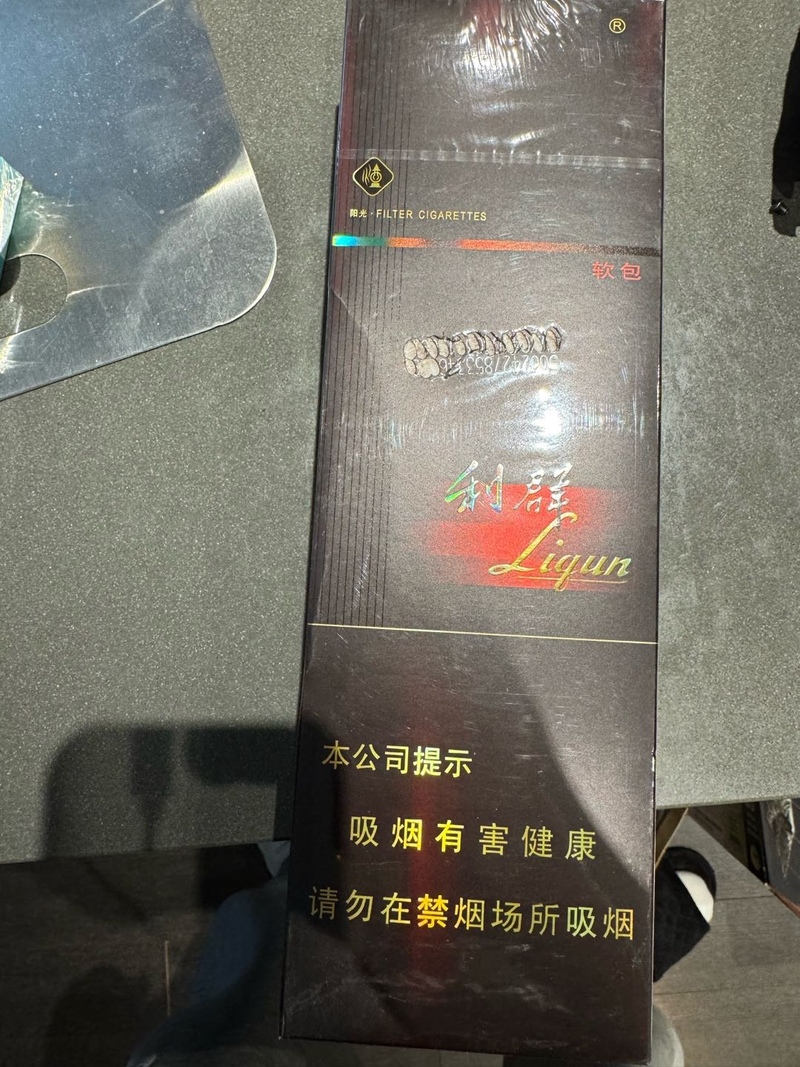 ®
阳光·FILTER CIGARETTES
软包
利群
Liqun
本公司提示
吸烟有害健康
请勿在禁烟场所吸烟